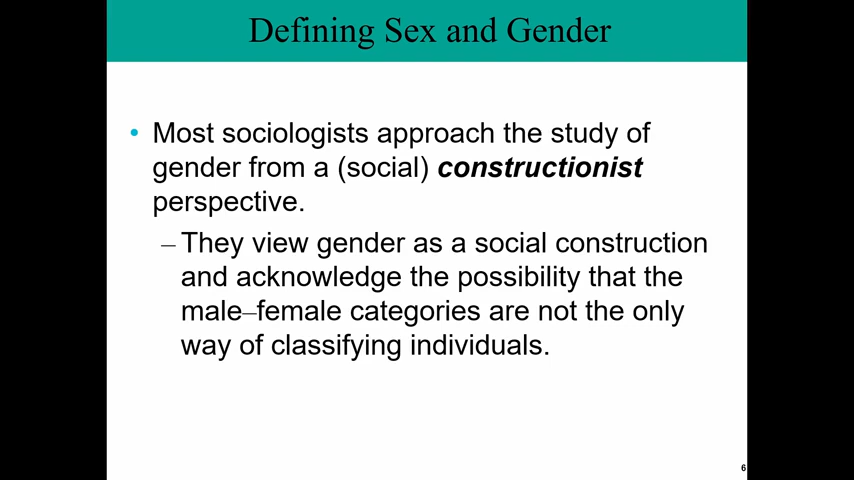 Defining Sex and Gender
• Most sociologists approach the study of
gender from a (social) constructionist
perspective.
–They view gender as a social construction
and acknowledge the possibility that the
male–female categories are not the only
way of classifying individuals.
6